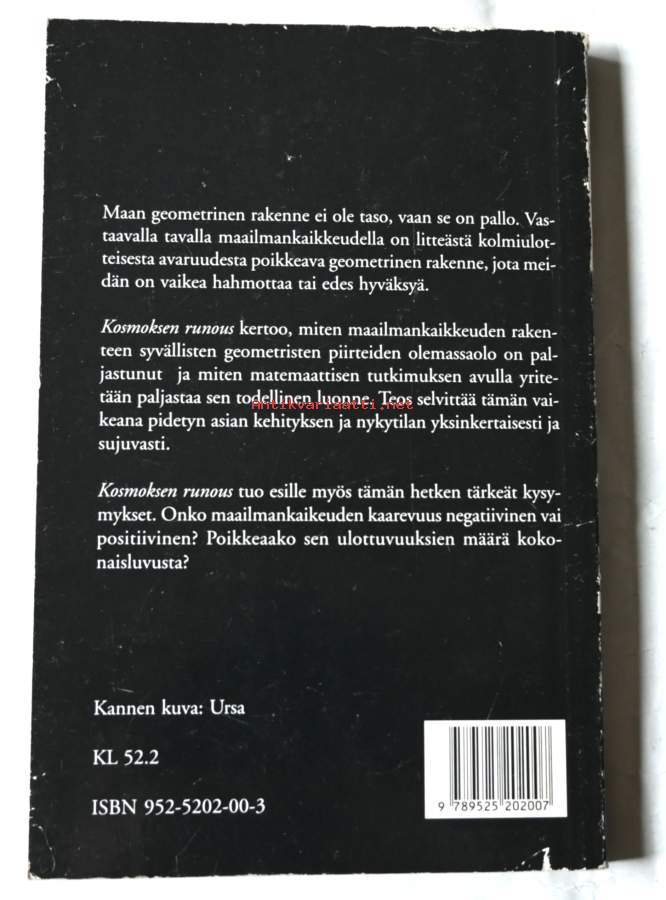 Maan geometrinen rakenne ei ole taso, vaan se on pallo. Vas-
taavalla tavalla maailmankaikkeudella on litteästä kolmiulot-
teisesta avaruudesta poikkeava geometrinen rakenne, jota mei-
dän on vaikea hahmottaa tai edes hyväksyä.
Kosmoksen runous kertoo, miten maailmankaikkeuden raken-
teen syvällisten geometristen piirteiden olemassaolo on pal-
jastunut ja miten matemaattisen tutkimuksen avulla yrite-
tään paljastaa sen todellinen luonne. Teos selvittää tämän vai-
Antikvariaatti.net
keana pidetyn asian kehityksen ja nykytilan yksinkertaisesti ja
sujuvasti.
Kosmoksen runous tuo esille myös tämän hetken tärkeät kysy-
mykset. Onko maailmankaikeuden kaarevuus negatiivinen vai
positiivinen? Poikkeaako sen ulottuvuuksien määrä koko-
naisluvusta?
Kannen kuva: Ursa
KL 52.2
ISBN 952-5202-00-3
9 789525 202007